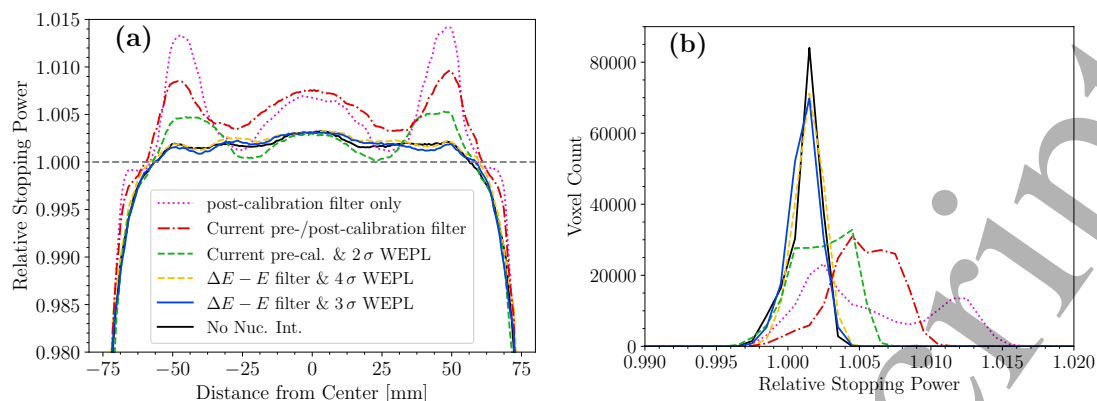 (a)
1.015
1.010
1.005
1.000
0.995
0.990
0.985
0.980
Relative Stopping Power
post-calibration filter only
Current pre-/post-calibration filter
Current pre-cal. & 2 σ WEPL
ΔE − E filter & 4 σ WEPL
ΔE − E filter & 3 σ WEPL
No Nuc. Int.
−75 −50 −25 0 25 50 75
Distance from Center [mm]
(b)
80000
60000
40000
20000
0
Voxel Count
0.990 0.995 1.000 1.005 1.010 1.015 1.020
Relative Stopping Power